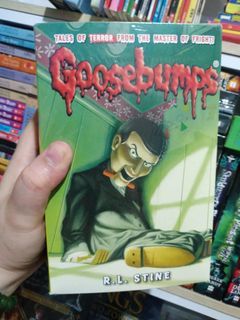 TALES OF TERROR FROM THE MASTER OF FRIGHT!
Goosebumps®
R.L. STINE